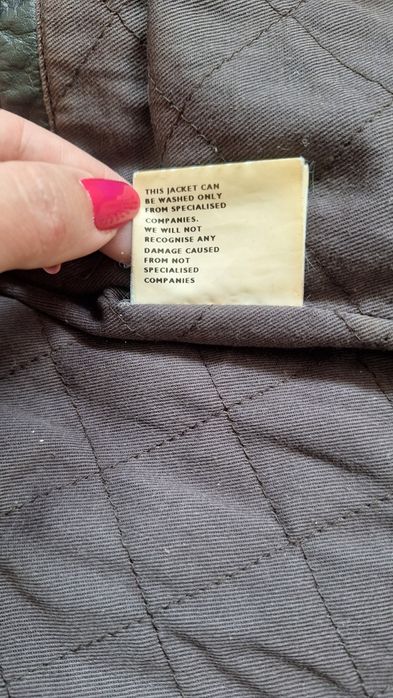 THIS JACKET CAN
BE WASHED ONLY
FROM SPECIALISED
COMPANIES.
WE WILL NOT
RECOGNISE ANY
DAMAGE CAUSED
FROM NOT
SPECIALISED
COMPANIES